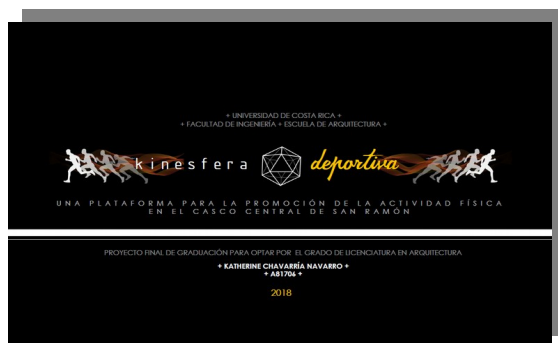 + UNIVERSIDAD DE COSTA RICA +
+ FACULTAD DE INGENIERÍA + ESCUELA DE ARQUITECTURA +
kinesfera deportiva
UNA PLATAFORMA PARA LA PROMOCIÓN DE LA ACTIVIDAD FÍSICA
EN EL CASCO CENTRAL DE SAN RAMÓN
PROYECTO FINAL DE GRADUACIÓN PARA OPTAR POR EL GRADO DE LICENCIATURA EN ARQUITECTURA
+ KATHERINE CHAVARRÍA NAVARRO +
+ A81706 +
2018